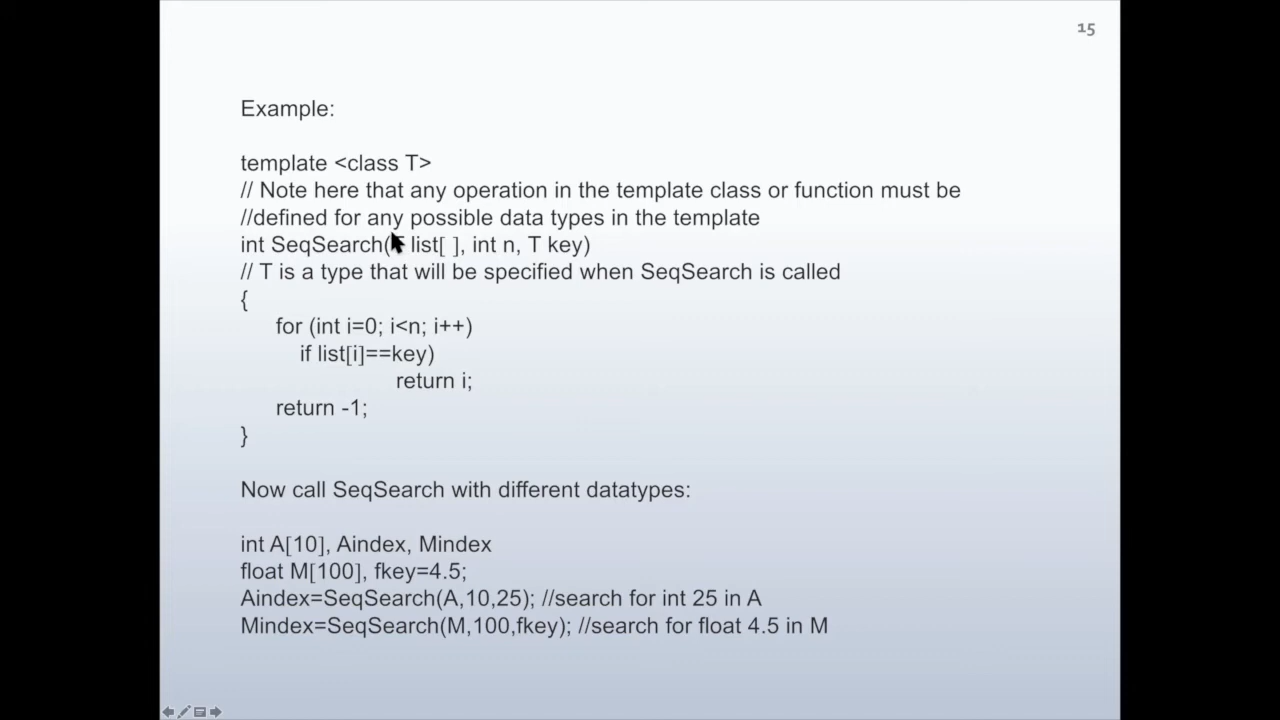 15
Example:
template <class T>
// Note here that any operation in the template class or function must be
//defined for any possible data types in the template
int SeqSearch( list[ ], int n, T key)
// T is a type that will be specified when SeqSearch is called
{
for (int i=0; i<n; i++)
if list[i]==key)
return i;
return -1;
}
Now call SeqSearch with different datatypes:
int A[10], Aindex, Mindex
float M[100], fkey=4.5;
Aindex=SeqSearch(A,10,25); //search for int 25 in A
Mindex=SeqSearch(M,100,fkey); //search for float 4.5 in M